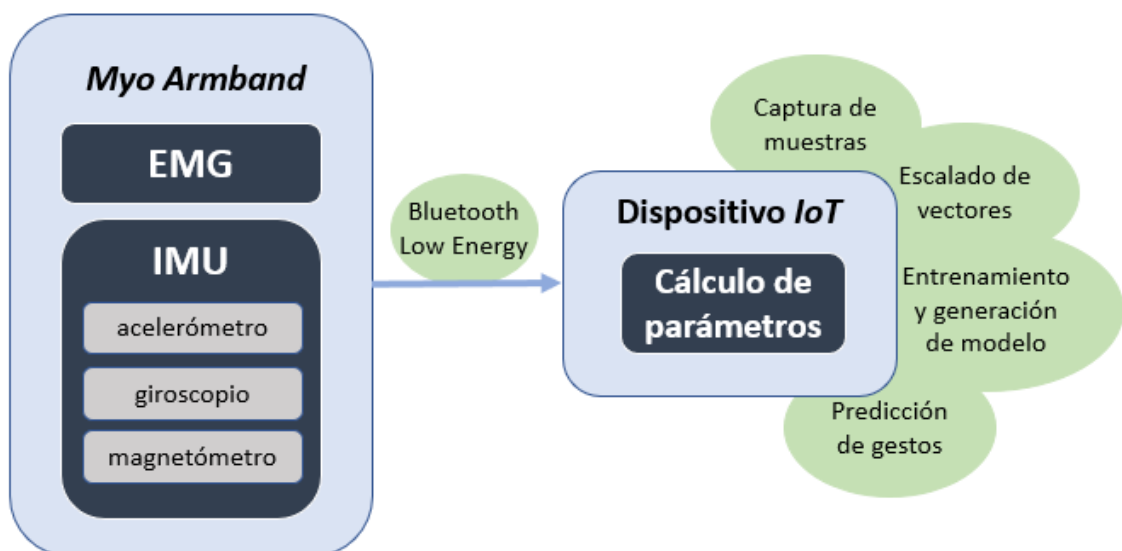 Myo Armband
EMG
IMU
acelerómetro
giroscopio
magnetómetro
Bluetooth
Low Energy
Dispositivo IoT
Cálculo de
parámetros
Captura de
muestras
Escalado de
vectores
Entrenamiento
y generación
de modelo
Predicción
de gestos